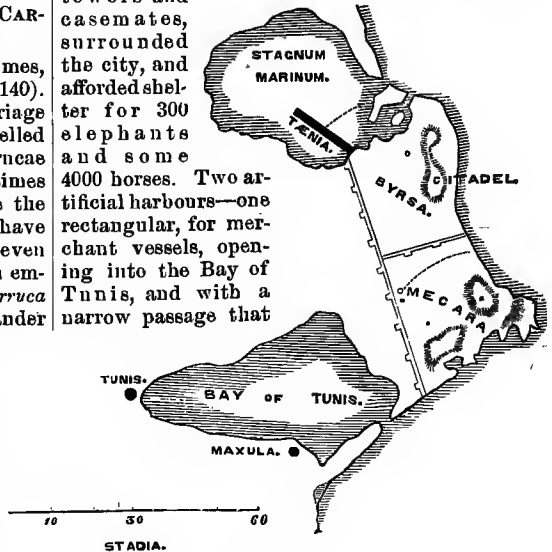 CAR-
mes,
140).
riage
elled
ncae
imes
the
have
even
em-
rruca
nder
towers and
casemates,
surrounded
the city, and
afforded shel-
ter for 300
elephants
and some
4000 horses. Two ar-
tificial harbours—one
rectangular, for mer-
chant vessels, open-
ing into the Bay of
Tunis, and with a
narrow passage that
STAGNUM
MARINUM.
TÆNIA.
CITADEL.
BYRSA.
MEGARA
TUNIS.
BAY OF TUNIS.
MAXULA.
10 30 60
STADIA.